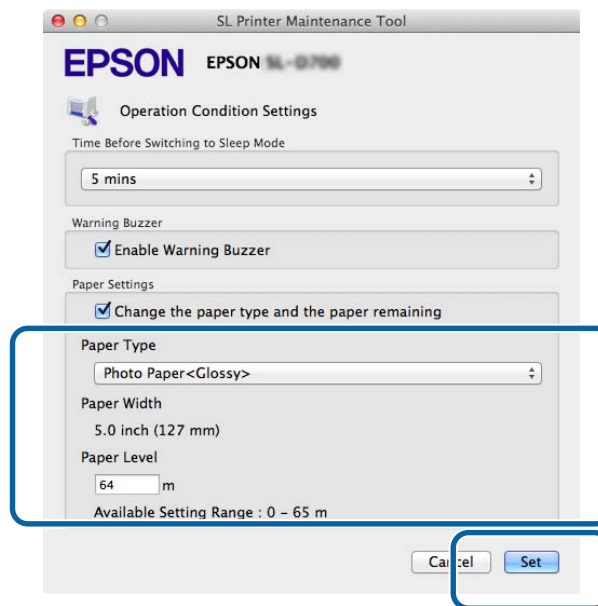 SL Printer Maintenance Tool
EPSON EPSON
Operation Condition Settings
Time Before Switching to Sleep Mode
5 mins
Warning Buzzer
Enable Warning Buzzer
Paper Settings
Change the paper type and the paper remaining
Paper Type
Photo Paper<Glossy>
Paper Width
5.0 inch (127 mm)
Paper Level
64 m
Available Setting Range : 0 – 65 m
Cancel Set